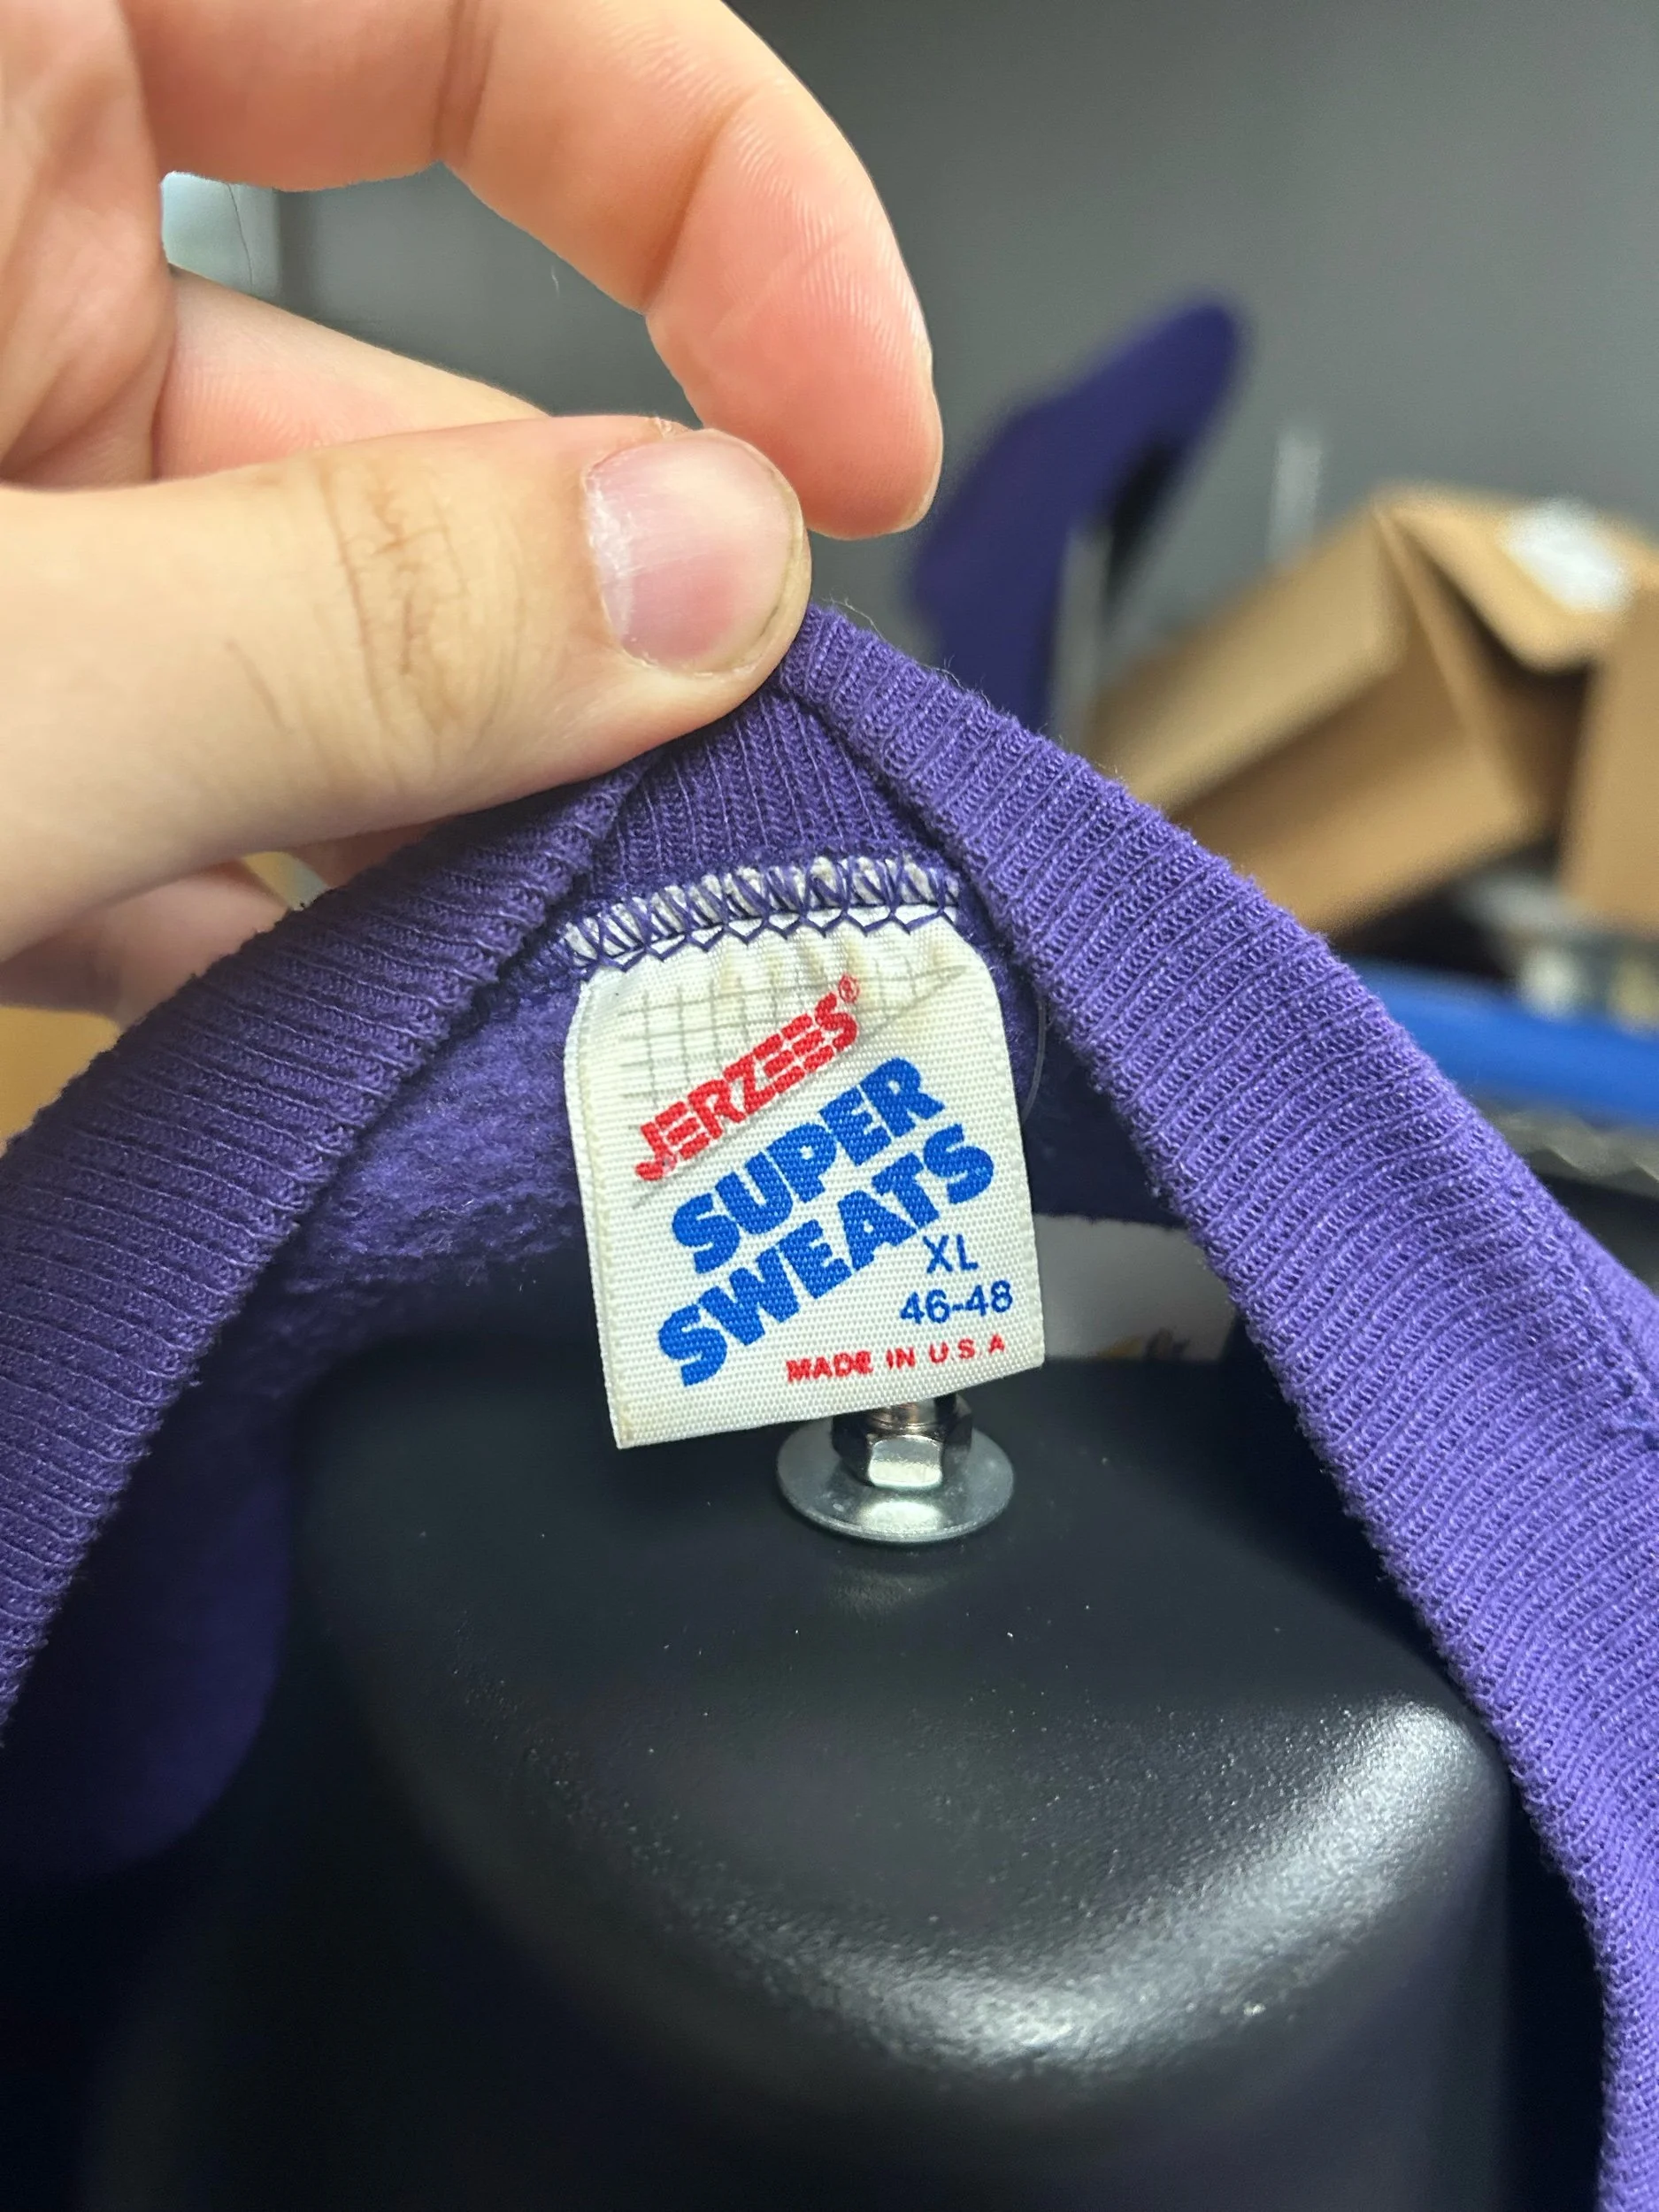 JERZEES®
SUPER
SWEATS
XL
46-48
MADE IN U S A